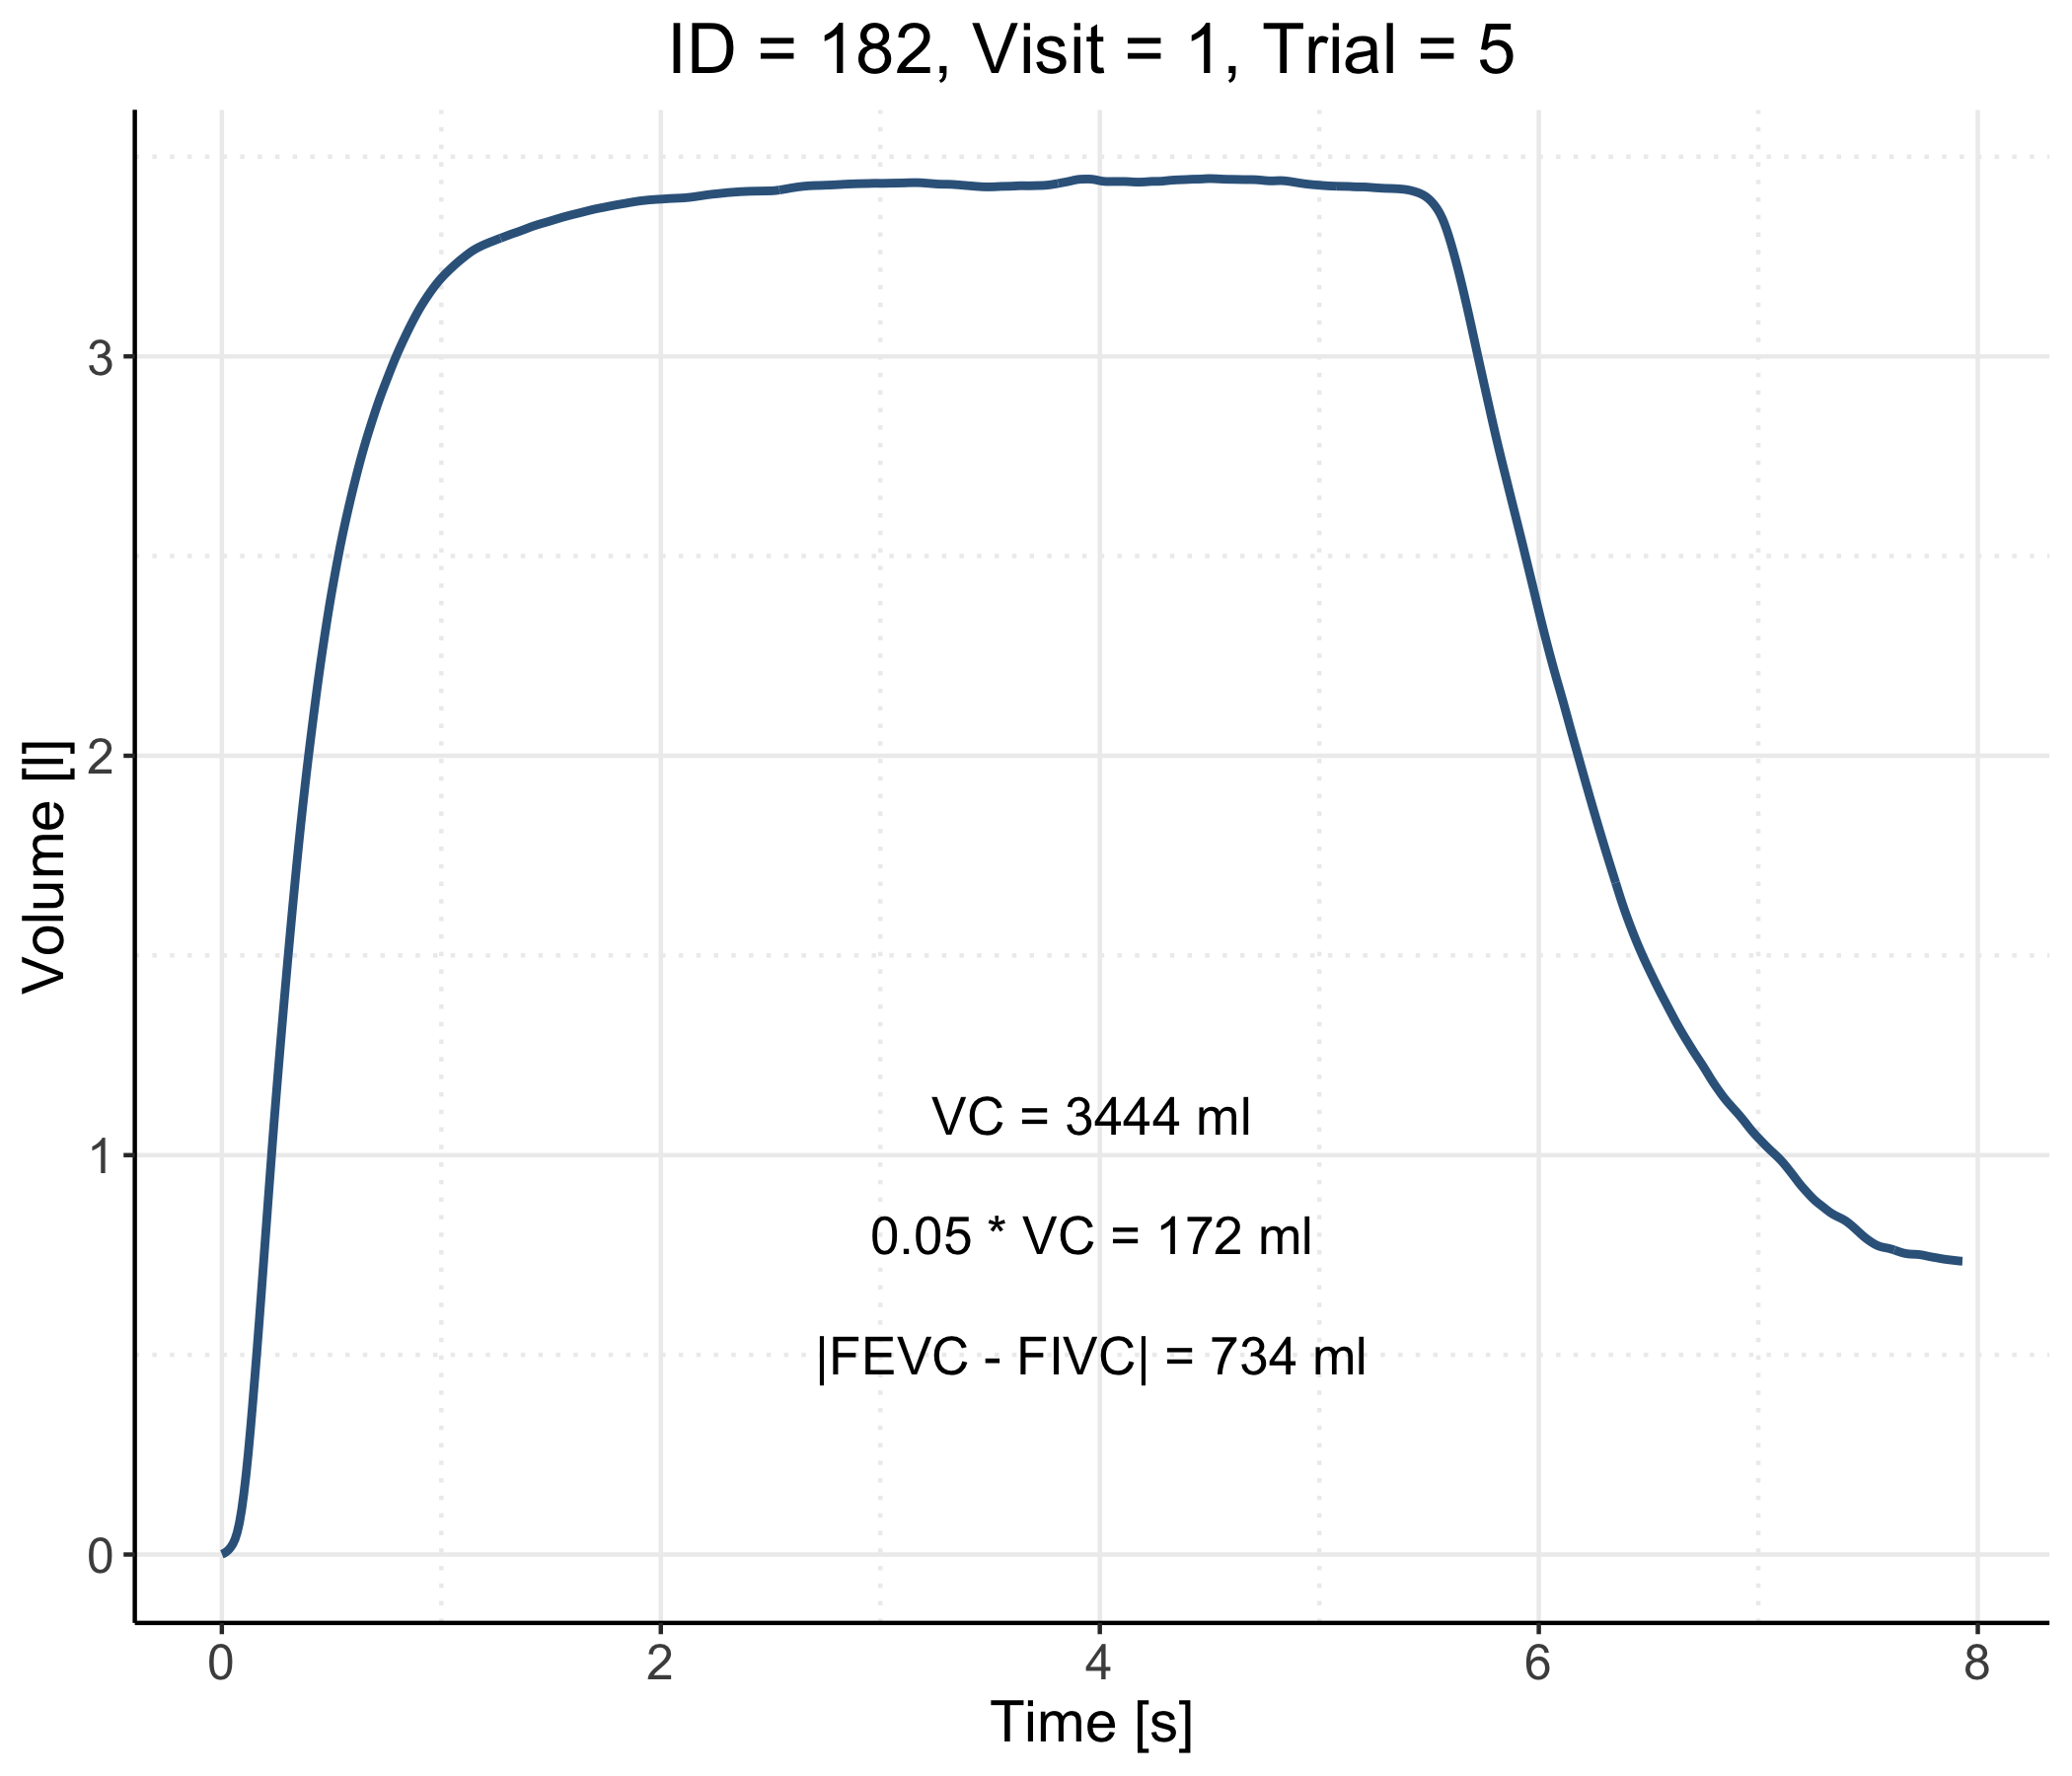 ID = 182, Visit = 1, Trial = 5
Volume [l]
3
2
1
0
VC = 3444 ml
0.05 * VC = 172 ml
|FEVC - FIVC| = 734 ml
0 2 4 6 8
Time [s]